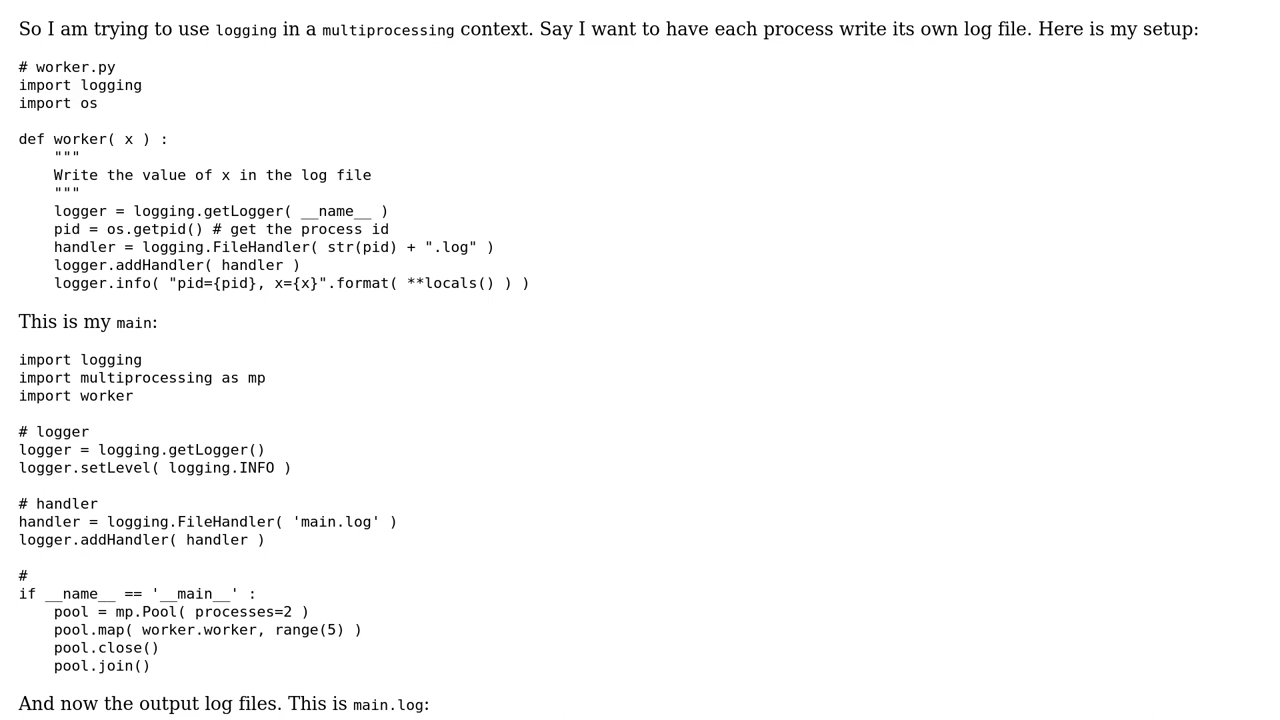 So I am trying to use logging in a multiprocessing context. Say I want to have each process write its own log file. Here is my setup:
# worker.py
import logging
import os
def worker( x ) :
    """
    Write the value of x in the log file
    """
    logger = logging.getLogger( __name__ )
    pid = os.getpid() # get the process id
    handler = logging.FileHandler( str(pid) + ".log" )
    logger.addHandler( handler )
    logger.info( "pid={pid}, x={x}".format( **locals() ) )
This is my main:
import logging
import multiprocessing as mp
import worker
# logger
logger = logging.getLogger()
logger.setLevel( logging.INFO )
# handler
handler = logging.FileHandler( 'main.log' )
logger.addHandler( handler )
#
if __name__ == '__main__' :
    pool = mp.Pool( processes=2 )
    pool.map( worker.worker, range(5) )
    pool.close()
    pool.join()
And now the output log files. This is main.log: